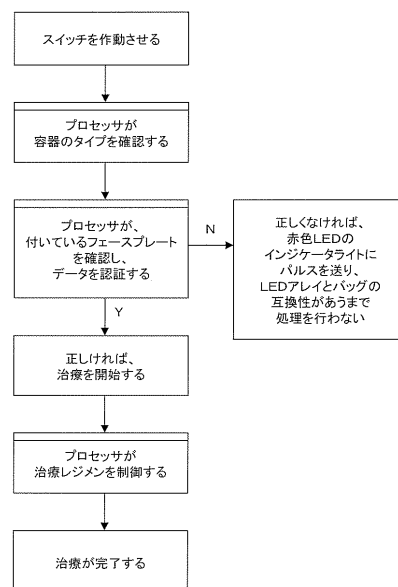 スイッチを作動させる
プロセッサが
容器のタイプを確認する
プロセッサが、
付いているフェースプレート
を確認し、
データを認証する
N
正しくなければ、
赤色LEDの
インジケータライトに
パルスを送り、
LEDアレイとバッグの
互換性があうまで
処理を行わない
Y
正しければ、
治療を開始する
プロセッサが
治療レジメンを制御する
治療が完了する